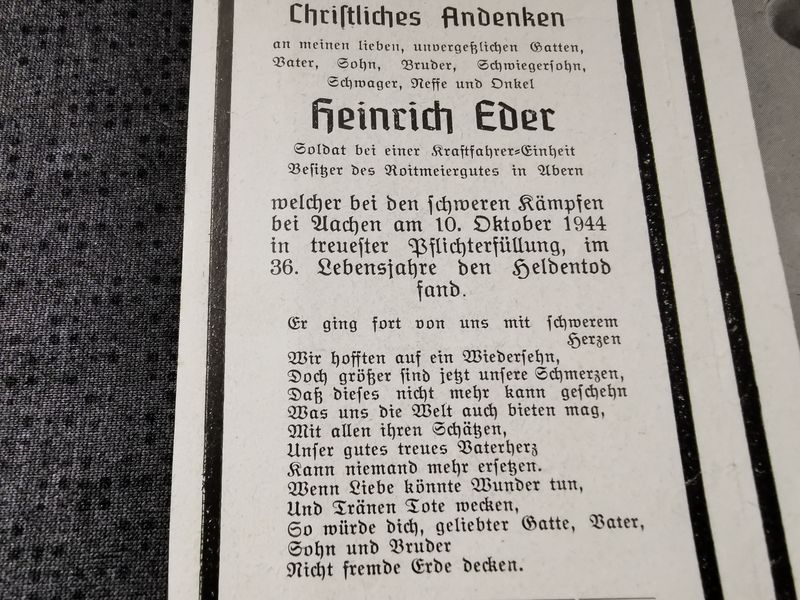 Christliches Andenken
an meinen lieben, unvergeßlichen Gatten,
Vater, Sohn, Bruder, Schwiegersohn,
Schwager, Neffe und Onkel
Heinrich Eder
Soldat bei einer Kraftfahrer-Einheit
Besitzer des Roitmeiergutes in Abern
welcher bei den schweren Kämpfen
bei Aachen am 10. Oktober 1944
in treuester Pflichterfüllung, im
36. Lebensjahre den Heldentod
fand.
Er ging fort von uns mit schwerem
Herzen
Wir hofften auf ein Wiedersehn,
Doch größer sind jetzt unsere Schmerzen,
Daß dieses nicht mehr kann geschehn
Was uns die Welt auch bieten mag,
Mit allen ihren Schätzen,
Unser gutes treues Vaterherz
Kann niemand mehr ersetzen.
Wenn Liebe könnte Wunder tun,
Und Tränen Tote wecken,
So würde dich, geliebter Gatte, Vater,
Sohn und Bruder
Nicht fremde Erde decken.